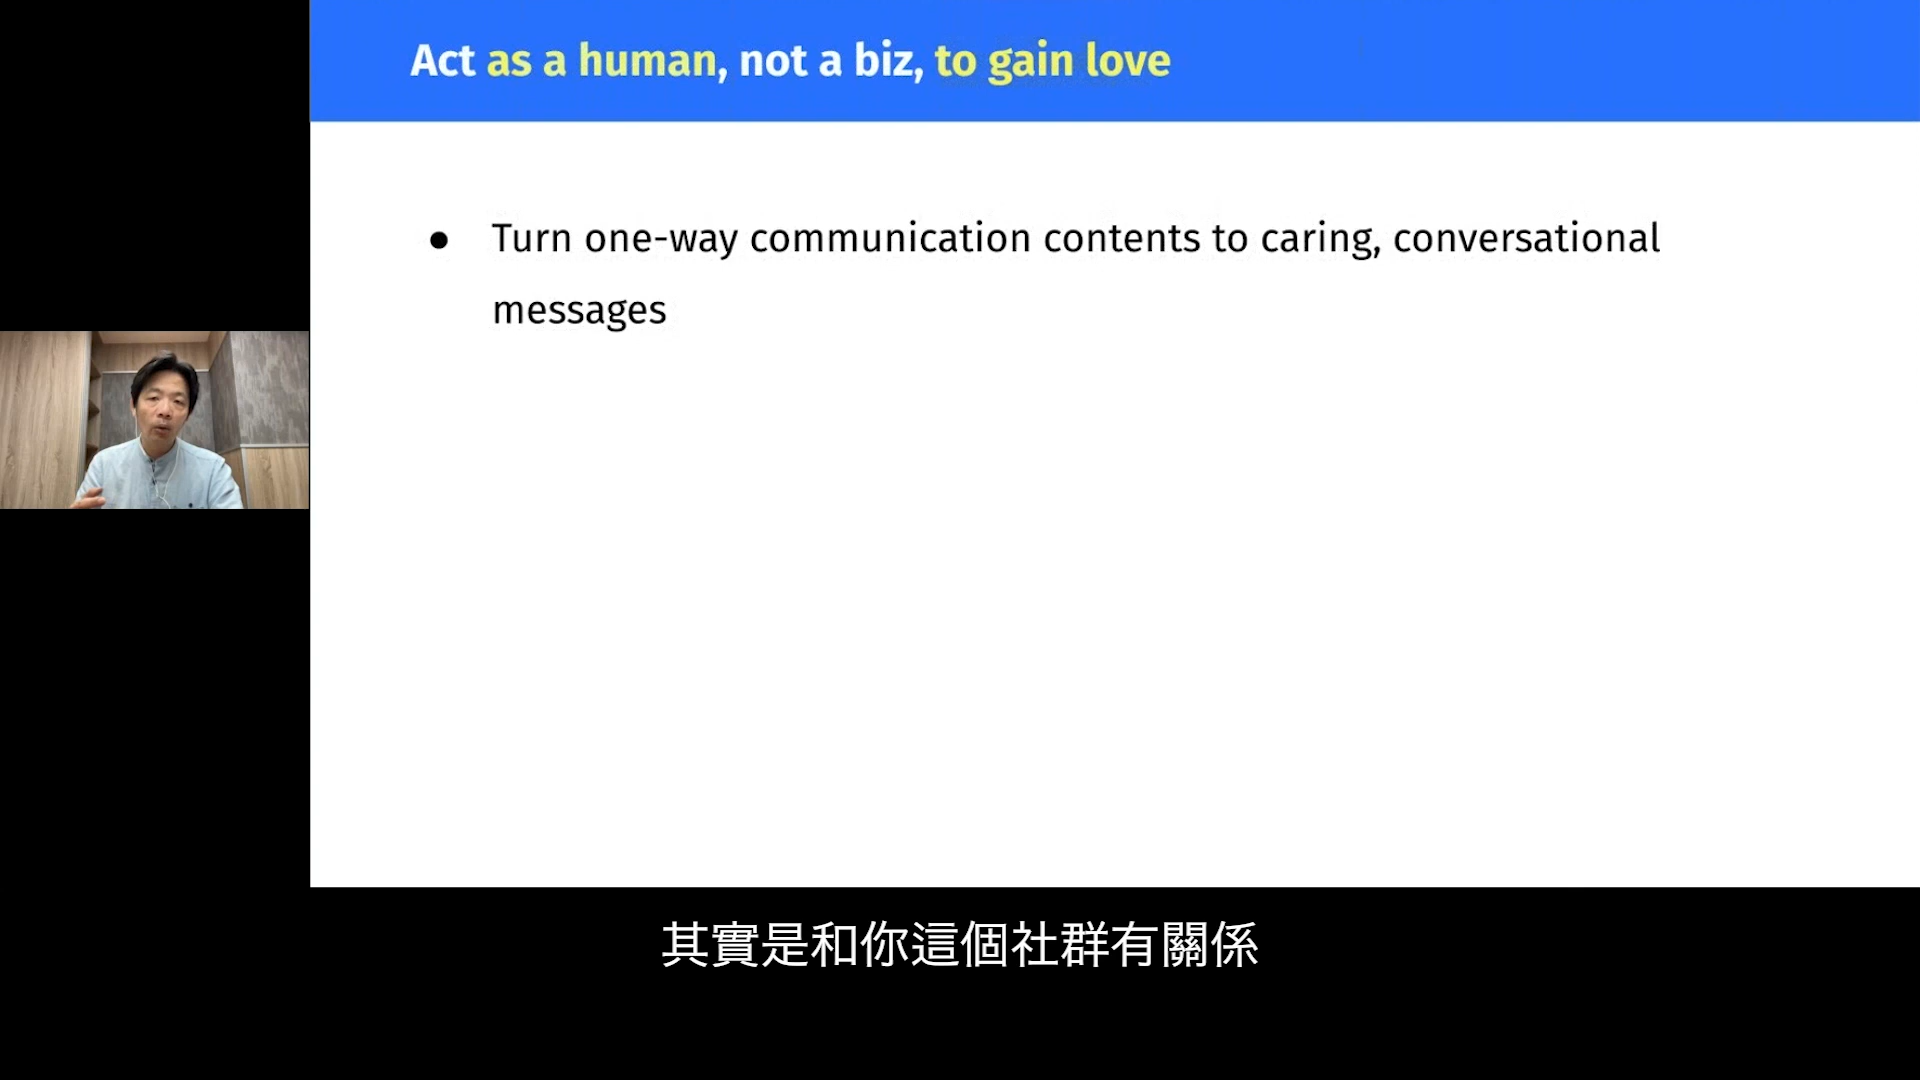 Act as a human, not a biz, to gain love
● Turn one-way communication contents to caring, conversational
messages
其實是和你這個社群有關係